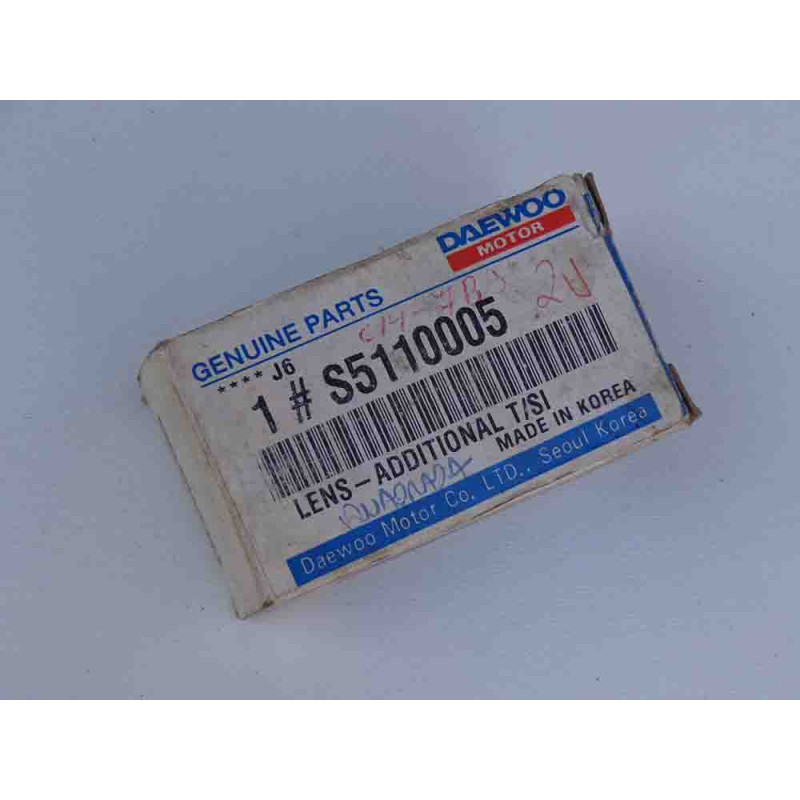 DAEWOO
MOTOR
GENUINE PARTS
**** J6
1 # S5110005
LENS-ADDITIONAL T/SI
MADE IN KOREA
Daewoo Motor Co. LTD., Seoul Korea